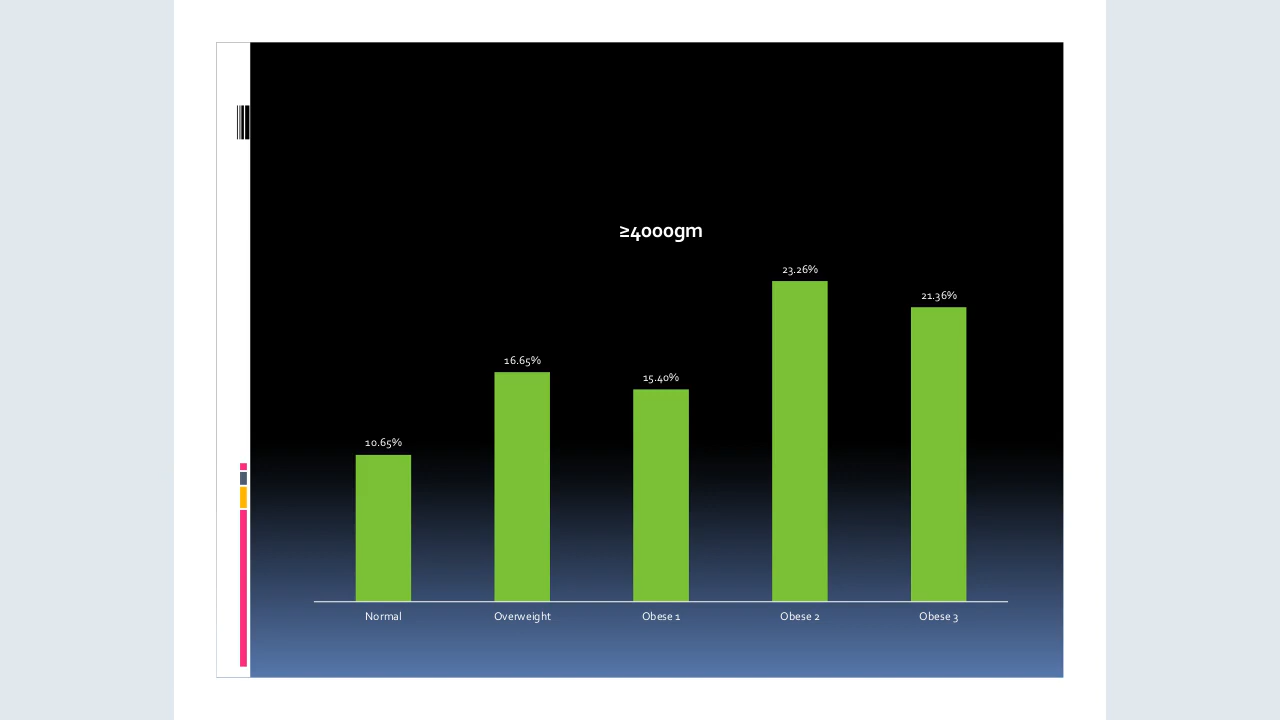 ≥4000gm
23.26%
21.36%
16.65%
15.40%
10.65%
Normal
Overweight
Obese 1
Obese 2
Obese 3